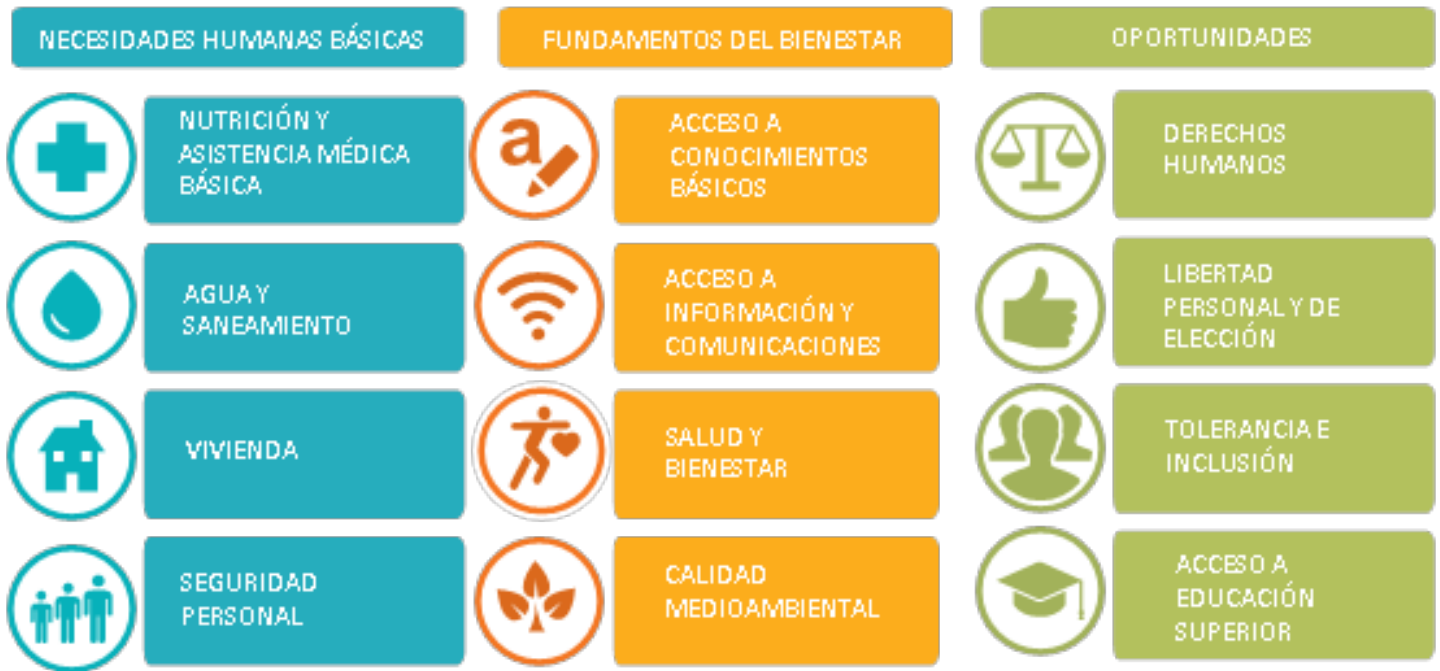 NECESIDADES HUMANAS BÁSICAS
NUTRICIÓN Y
ASISTENCIA MÉDICA
BÁSICA
AGUA Y
SANEAMIENTO
VIVIENDA
SEGURIDAD
PERSONAL
FUNDAMENTOS DEL BIENESTAR
a
ACCESO A
CONOCIMIENTOS
BÁSICOS
ACCESO A
INFORMACIÓN Y
COMUNICACIONES
SALUD Y
BIENESTAR
CALIDAD
MEDIOAMBIENTAL
OPORTUNIDADES
DERECHOS
HUMANOS
LIBERTAD
PERSONAL Y DE
ELECCIÓN
TOLERANCIA E
INCLUSIÓN
ACCESO A
EDUCACIÓN
SUPERIOR